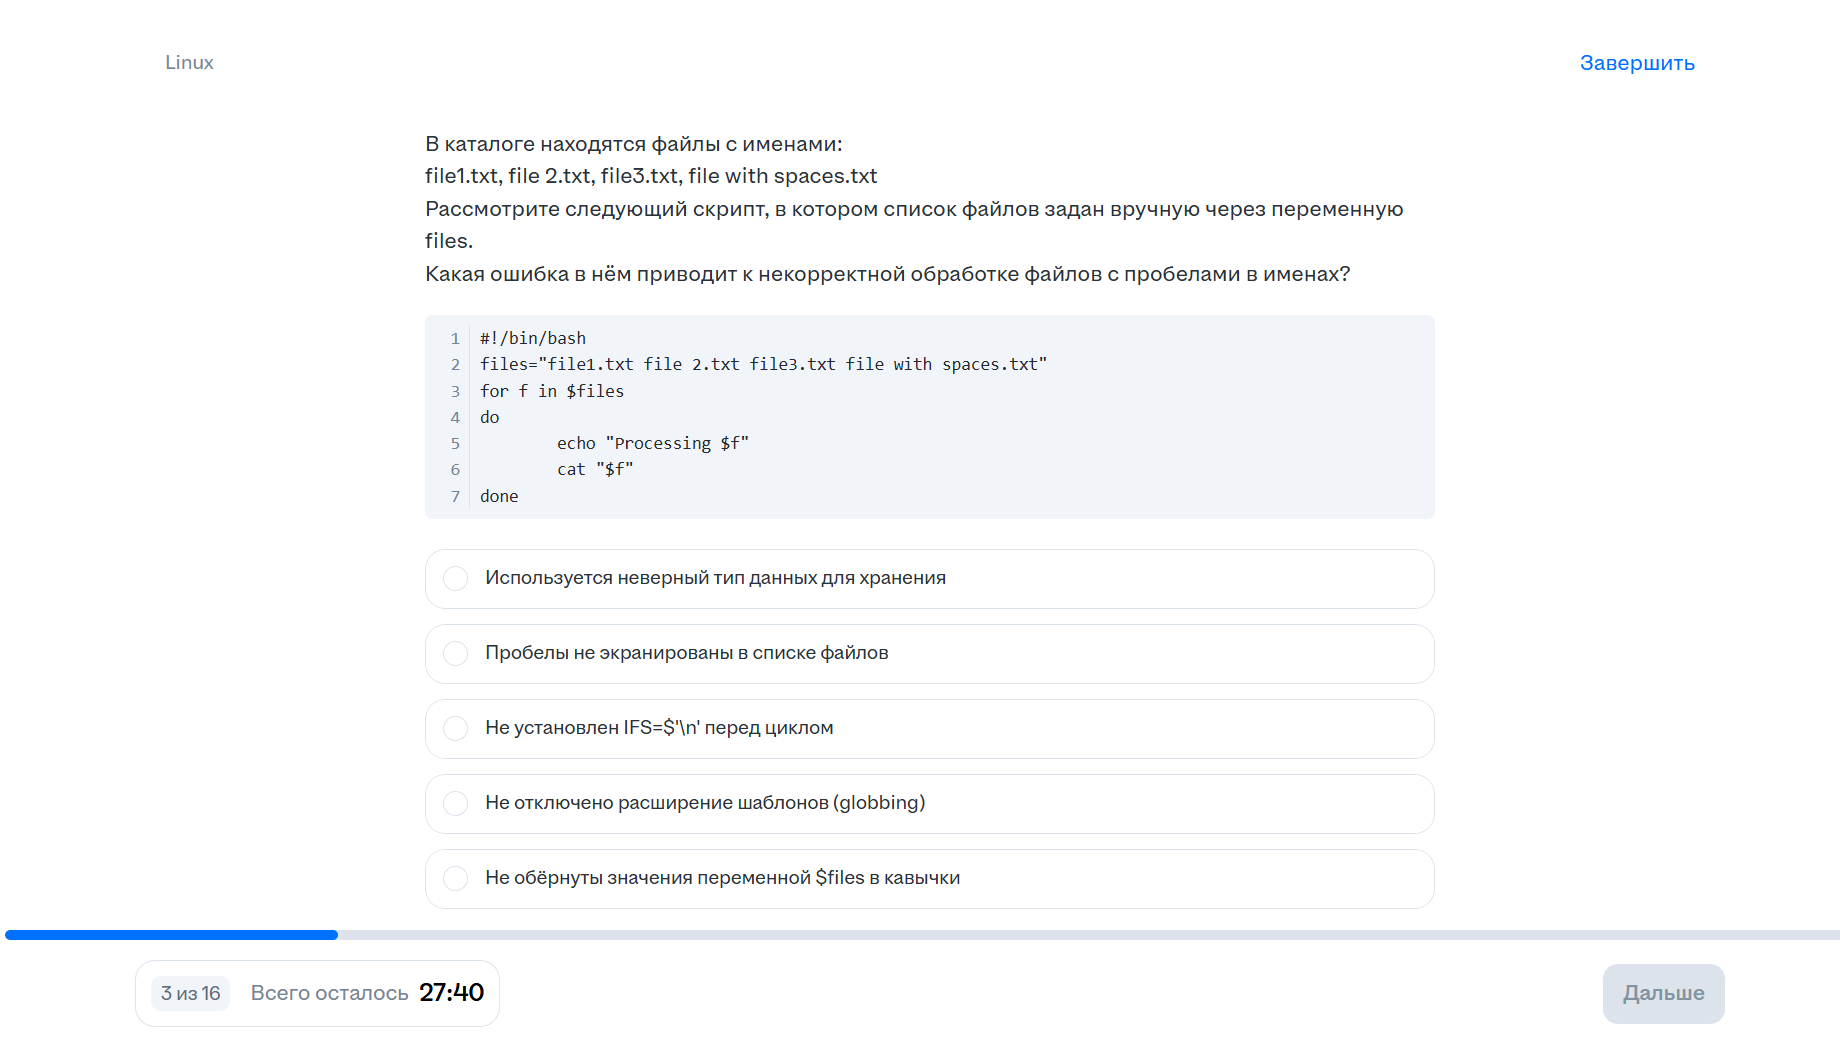 Linux
Завершить
В каталоге находятся файлы с именами:
file1.txt, file 2.txt, file3.txt, file with spaces.txt
Рассмотрите следующий скрипт, в котором список файлов задан вручную через переменную
files.
Какая ошибка в нём приводит к некорректной обработке файлов с пробелами в именах?
1 #!/bin/bash
2 files="file1.txt file 2.txt file3.txt file with spaces.txt"
3 for f in $files
4 do
5         echo "Processing $f"
6         cat "$f"
7 done
Используется неверный тип данных для хранения
Пробелы не экранированы в списке файлов
Не установлен IFS=$'\n' перед циклом
Не отключено расширение шаблонов (globbing)
Не обёрнуты значения переменной $files в кавычки
3 из 16 Всего осталось 27:40
Дальше